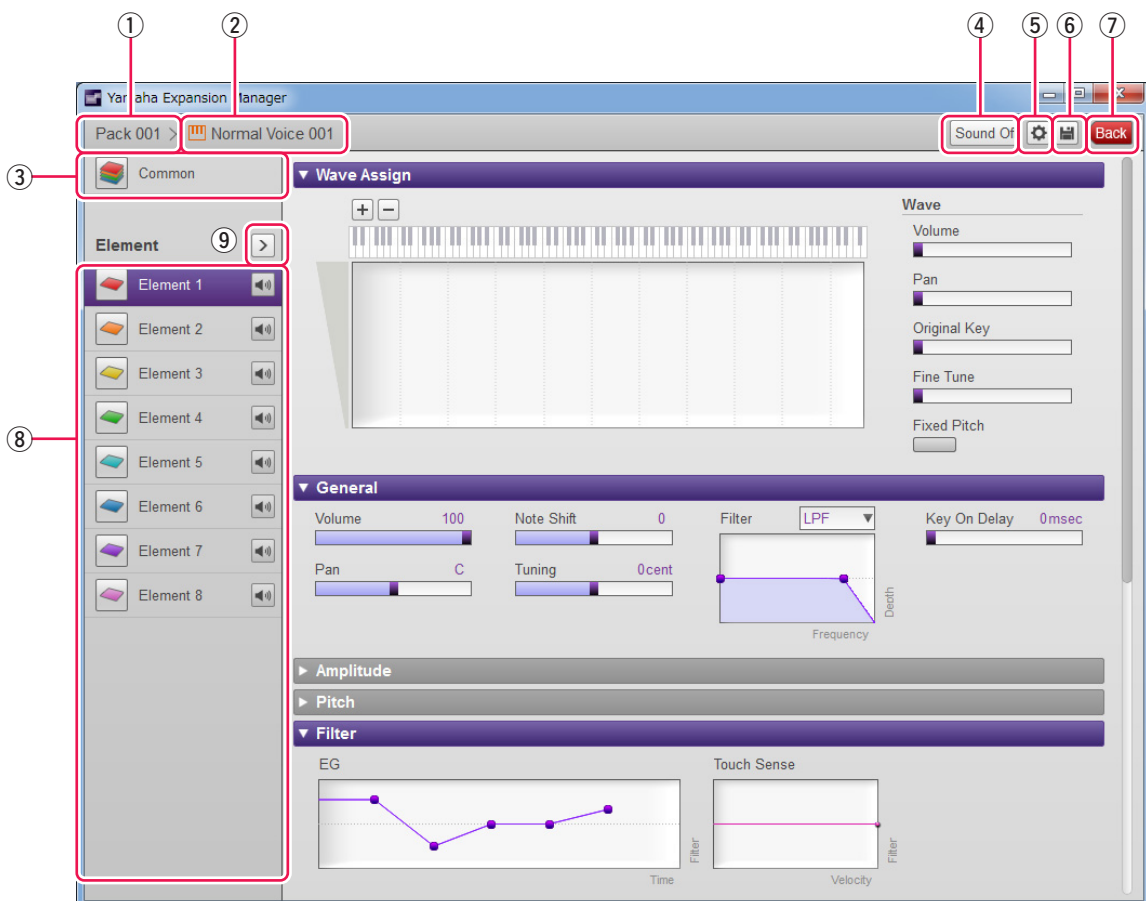 ① ② ④ ⑤ ⑥ ⑦
Yamaha Expansion Manager
Pack 001 > Normal Voice 001
Sound Of
Back
③
Common
▼ Wave Assign
+ −
Wave
Volume
Pan
Original Key
Fine Tune
Fixed Pitch
Element
⑨
>
Element 1
Element 2
Element 3
Element 4
Element 5
Element 6
Element 7
Element 8
⑧
▼ General
Volume 100
Note Shift 0
Filter LPF ▼
Key On Delay 0msec
Pan C
Tuning 0cent
Depth
Frequency
▶ Amplitude
▶ Pitch
▼ Filter
EG
Filter
Time
Touch Sense
Filter
Velocity